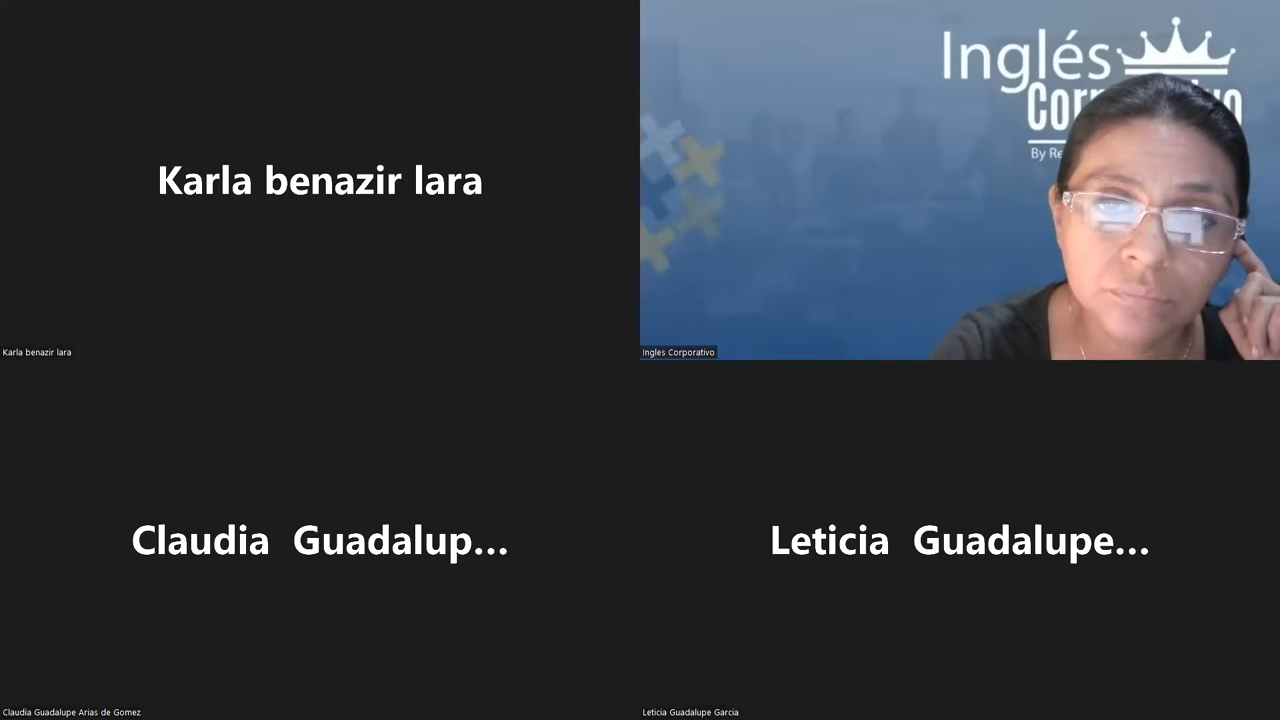 Karla benazir lara
Karla benazir lara
Inglés
By Re
Ingles Corporativo
Claudia Guadalup...
Claudia Guadalupe Arias de Gomez
Leticia Guadalupe...
Leticia Guadalupe Garcia